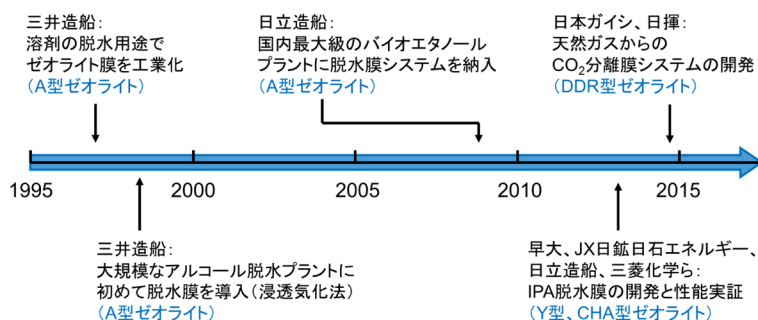 三井造船：
溶剤の脱水用途で
ゼオライト膜を工業化
（A型ゼオライト）
日立造船：
国内最大級のバイオエタノール
プラントに脱水膜システムを納入
（A型ゼオライト）
日本ガイシ、日揮：
天然ガスからの
CO₂分離膜システムの開発
（DDR型ゼオライト）
1995
2000
2005
2010
2015
三井造船：
大規模なアルコール脱水プラントに
初めて脱水膜を導入（浸透気化法）
（A型ゼオライト）
早大、JX日鉱日石エネルギー、
日立造船、三菱化学ら：
IPA脱水膜の開発と性能実証
（Y型、CHA型ゼオライト）